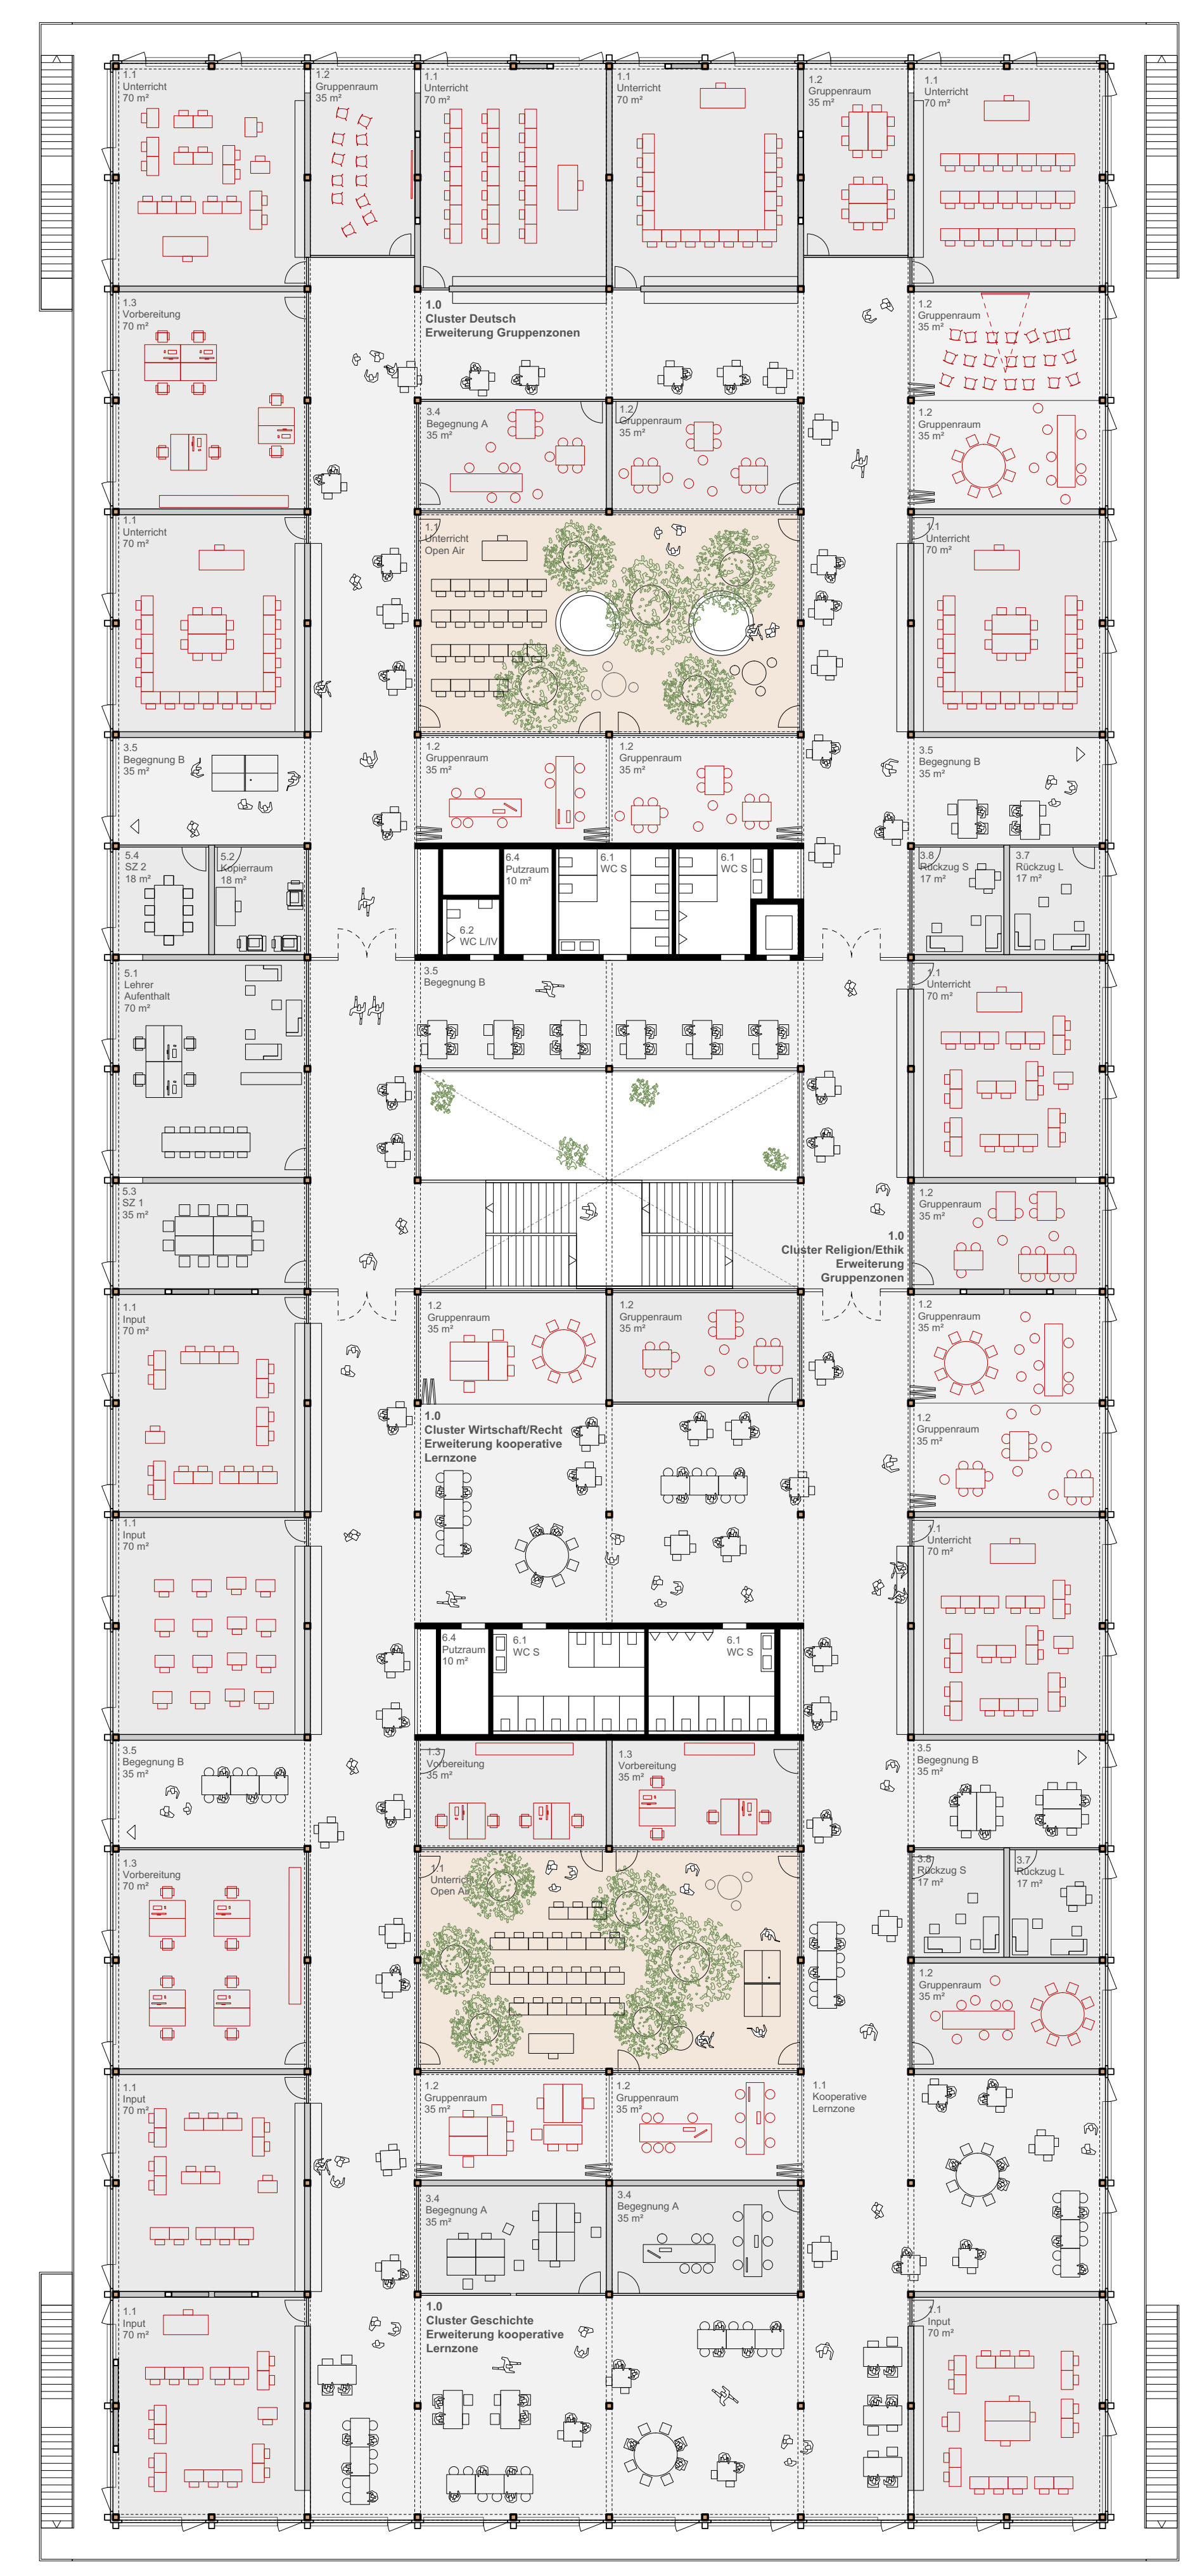 1.1
Unterricht
70 m²
1.2
Gruppenraum
35 m²
1.1
Unterricht
70 m²
1.1
Unterricht
70 m²
1.2
Gruppenraum
35 m²
1.1
Unterricht
70 m²
1.3
Vorbereitung
70 m²
1.0
Cluster Deutsch
Erweiterung Gruppenzonen
1.2
Gruppenraum
35 m²
3.4
Begegnung A
35 m²
1.2
Gruppenraum
35 m²
1.2
Gruppenraum
35 m²
1.1
Unterricht
70 m²
1.1
Unterricht
Open Air
1.1
Unterricht
70 m²
3.5
Begegnung B
35 m²
1.2
Gruppenraum
35 m²
1.2
Gruppenraum
35 m²
3.5
Begegnung B
35 m²
5.4
SZ 2
18 m²
5.2
Kopierraum
18 m²
6.4
Putzraum
10 m²
6.1
WC S
6.1
WC S
6.2
WC L/IV
3.8
Rückzug S
17 m²
3.7
Rückzug L
17 m²
5.1
Lehrer
Aufenthalt
70 m²
3.5
Begegnung B
1.1
Unterricht
70 m²
5.3
SZ 1
35 m²
1.2
Gruppenraum
35 m²
1.0
Cluster Religion/Ethik
Erweiterung
Gruppenzonen
1.1
Input
70 m²
1.2
Gruppenraum
35 m²
1.2
Gruppenraum
35 m²
1.2
Gruppenraum
35 m²
1.0
Cluster Wirtschaft/Recht
Erweiterung kooperative
Lernzone
1.2
Gruppenraum
35 m²
1.1
Input
70 m²
1.1
Unterricht
70 m²
6.4
Putzraum
10 m²
6.1
WC S
6.1
WC S
3.5
Begegnung B
35 m²
1.3
Vorbereitung
35 m²
1.3
Vorbereitung
35 m²
3.5
Begegnung B
35 m²
1.3
Vorbereitung
70 m²
1.1
Unterricht
Open Air
3.8
Rückzug S
17 m²
3.7
Rückzug L
17 m²
1.2
Gruppenraum
35 m²
1.1
Input
70 m²
1.2
Gruppenraum
35 m²
1.2
Gruppenraum
35 m²
1.1
Kooperative
Lernzone
3.4
Begegnung A
35 m²
3.4
Begegnung A
35 m²
1.1
Input
70 m²
1.0
Cluster Geschichte
Erweiterung kooperative
Lernzone
1.1
Input
70 m²